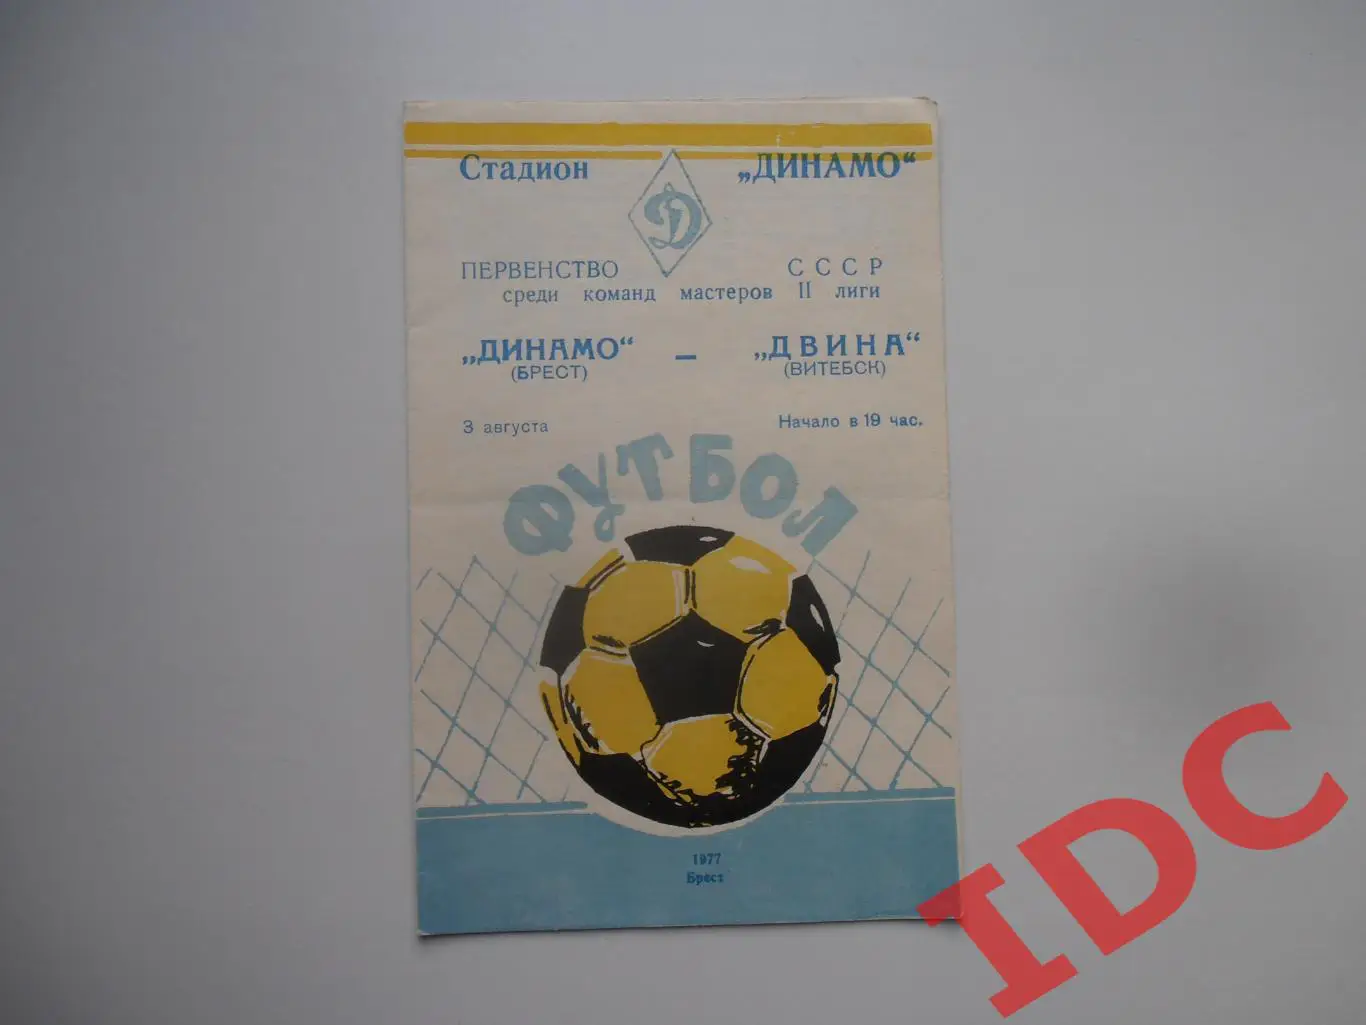 Стадион „ДИНАМО“
Д
ПЕРВЕНСТВО СССР
среди команд мастеров II лиги
„ДИНАМО“ – „ДВИНА“
(БРЕСТ) (ВИТЕБСК)
3 августа Начало в 19 час.
ФУТБОЛ
1977
Брест
IDC